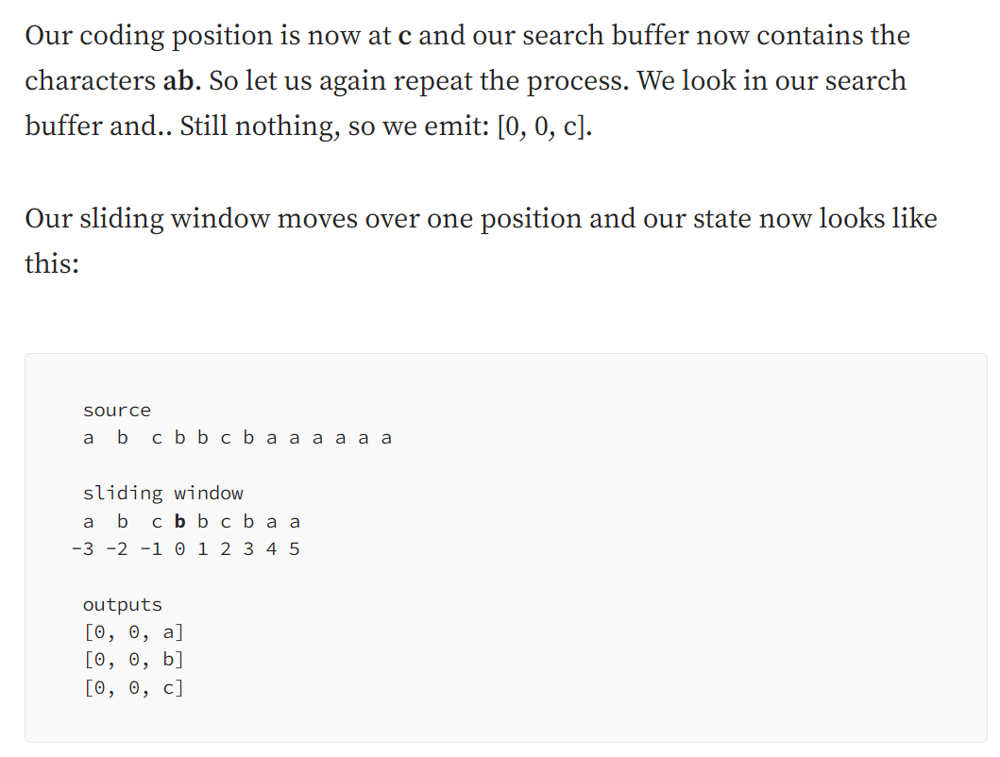 Our coding position is now at c and our search buffer now contains the
characters ab. So let us again repeat the process. We look in our search
buffer and.. Still nothing, so we emit: [0, 0, c].
Our sliding window moves over one position and our state now looks like
this:
source
a  b  c b b c b a a a a a a
sliding window
a  b  c b b c b a a
-3 -2 -1 0 1 2 3 4 5
outputs
[0, 0, a]
[0, 0, b]
[0, 0, c]